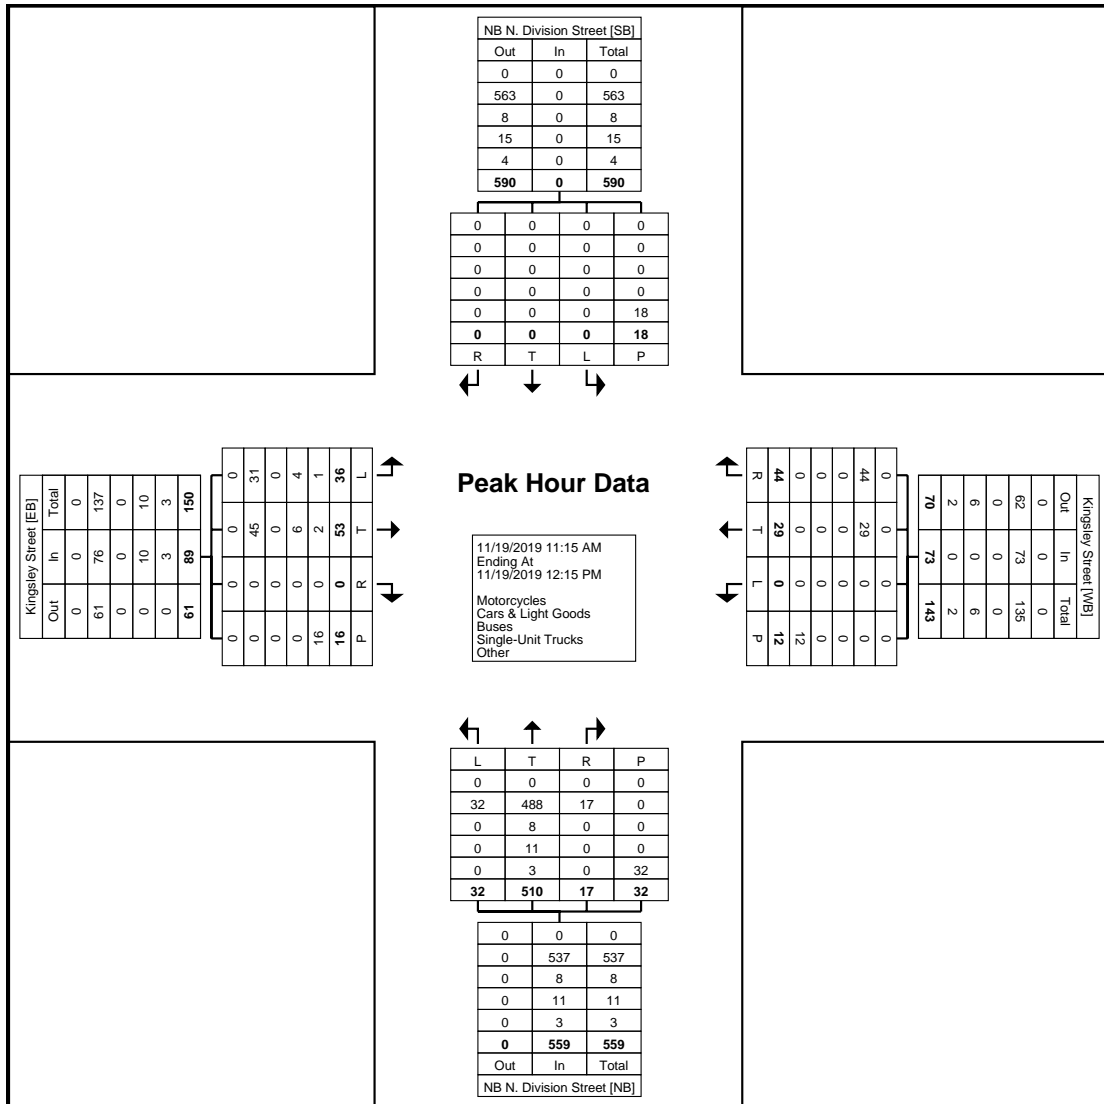 NB N. Division Street [SB]
Out In Total
0 0 0
563 0 563
8 0 8
15 0 15
4 0 4
590 0 590
0 0 0 0
0 0 0 0
0 0 0 0
0 0 0 0
0 0 0 18
0 0 0 18
R T L P
Kingsley Street [EB]
Total 0 137 0 10 3 150
In 0 76 0 10 3 89
Out 0 61 0 0 0 61
0 31 0 4 1 36 L
0 45 0 6 2 53 T
0 0 0 0 0 0 R
0 0 0 0 16 16 P
Peak Hour Data
11/19/2019 11:15 AM
Ending At
11/19/2019 12:15 PM
Motorcycles
Cars & Light Goods
Buses
Single-Unit Trucks
Other
R 44 0 0 0 44 0
T 29 0 0 0 29 0
L 0 0 0 0 0 0
P 12 12 0 0 0 0
70 2 6 0 62 0 Out
73 0 0 0 73 0 In
143 2 6 0 135 0 Total
Kingsley Street [WB]
L T R P
0 0 0 0
32 488 17 0
0 8 0 0
0 11 0 0
0 3 0 32
32 510 17 32
0 0 0
0 537 537
0 8 8
0 11 11
0 3 3
0 559 559
Out In Total
NB N. Division Street [NB]